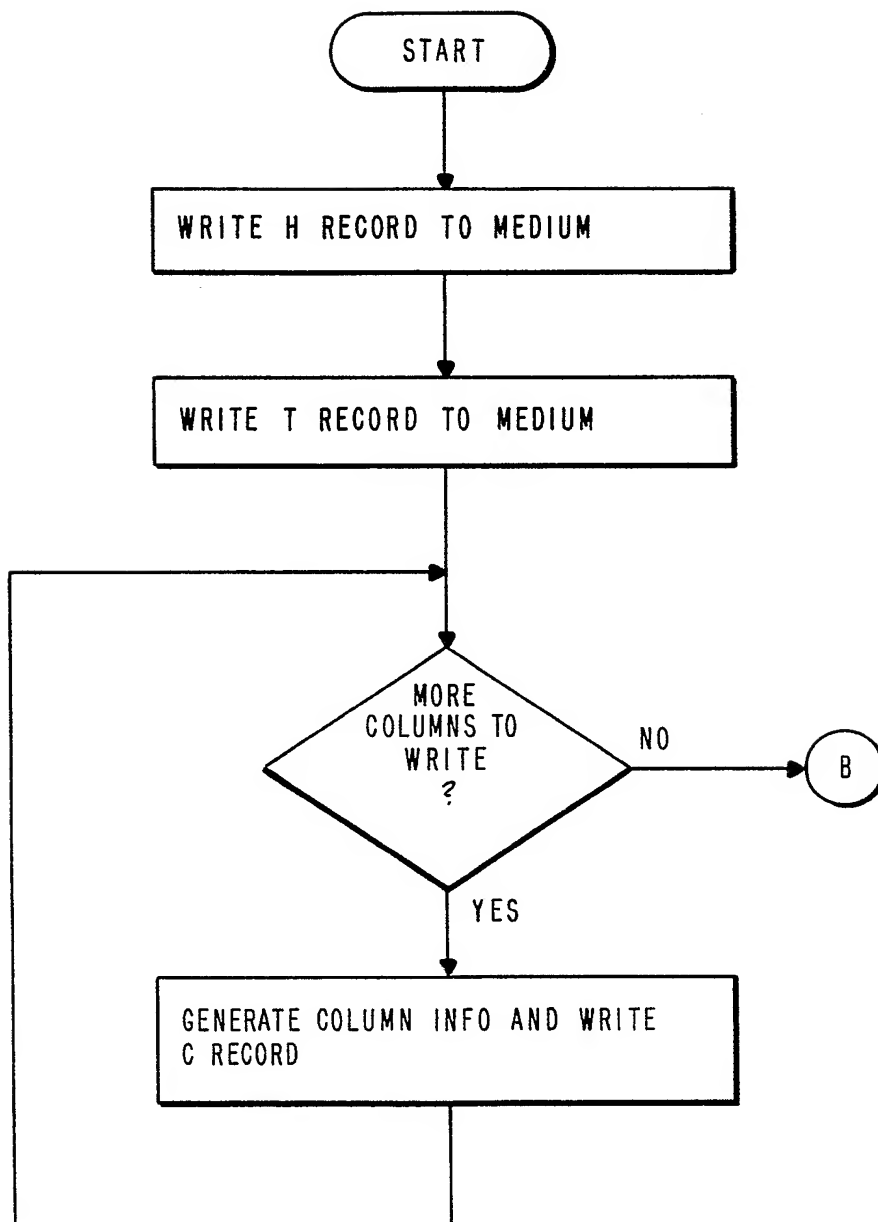 START
WRITE H RECORD TO MEDIUM
WRITE T RECORD TO MEDIUM
MORE
COLUMNS TO
WRITE
?
NO
B
YES
GENERATE COLUMN INFO AND WRITE
C RECORD